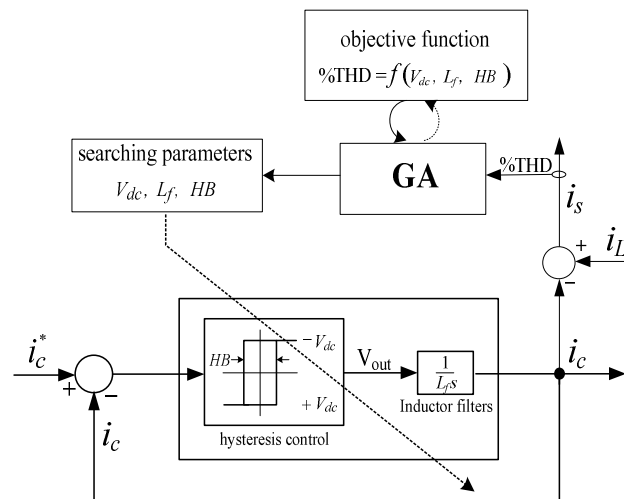 objective function
%THD = f(V_dc, L_f, HB)
searching parameters
V_dc, L_f, HB
GA
%THD
i_s
+
i_L
−
i_c^*
+
−
i_c
HB
− V_dc
+ V_dc
hysteresis control
V_out
1
L_f s
Inductor filters
i_c